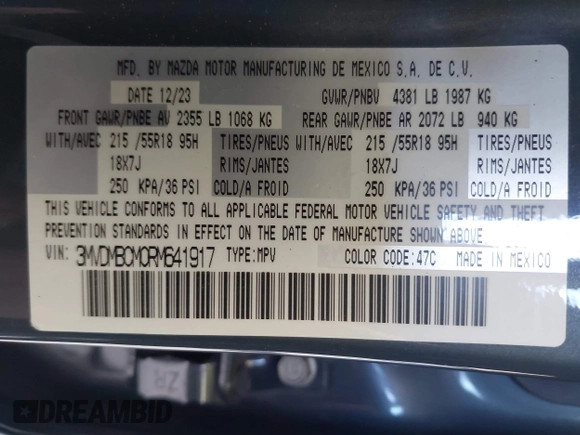 MFD. BY MAZDA MOTOR MANUFACTURING DE MEXICO S.A. DE C.V.
DATE 12/23 GVWR/PNBV 4381 LB 1987 KG
FRONT GAWR/PNBE AV 2355 LB 1068 KG REAR GAWR/PNBE AR 2072 LB 940 KG
WITH/AVEC 215 /55R18 95H TIRES/PNEUS WITH/AVEC 215 /55R18 95H TIRES/PNEUS
18X7J RIMS/JANTES 18X7J RIMS/JANTES
250 KPA/36 PSI COLD/A FROID 250 KPA/36 PSI COLD/A FROID
THIS VEHICLE CONFORMS TO ALL APPLICABLE FEDERAL MOTOR VEHICLE SAFETY AND THEFT
PREVENTION STANDARDS IN EFFECT ON THE DATE OF MANUFACTURE SHOWN ABOVE.
VIN: 3MVDMBCM0RM641917 TYPE:MPV COLOR CODE:47C MADE IN MEXICO
ZR
DREAMBID